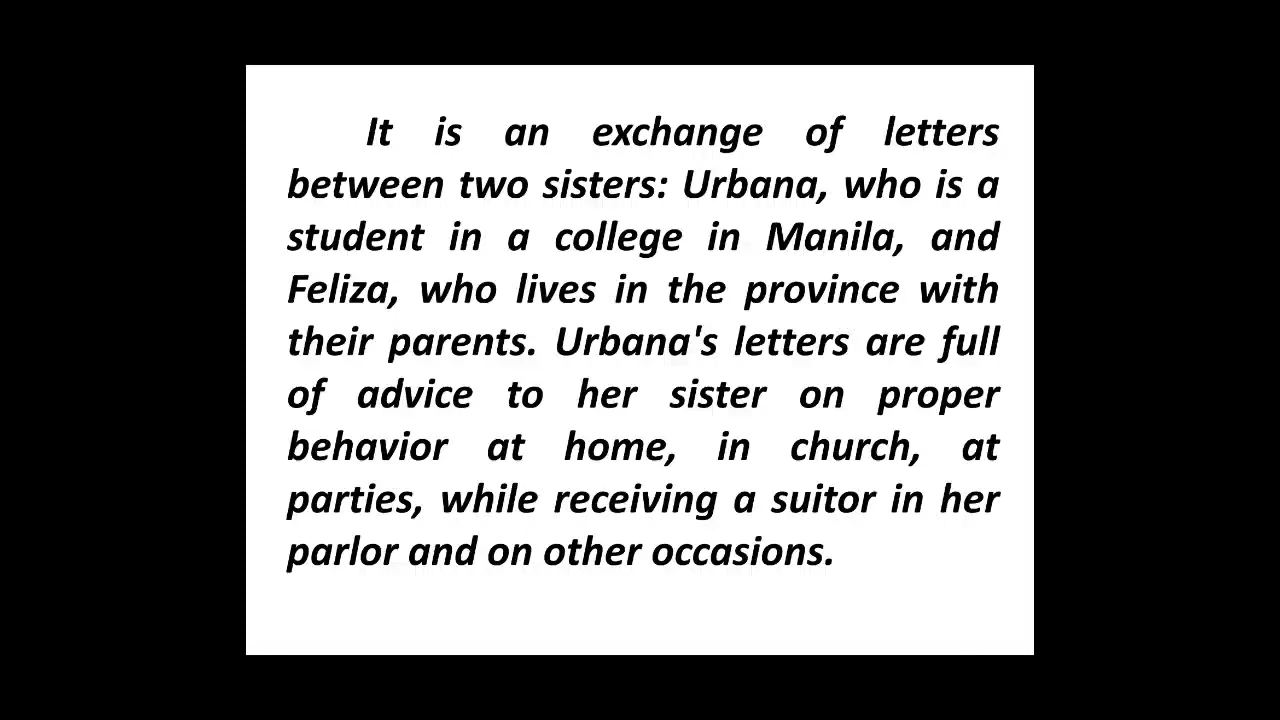 It is an exchange of letters
between two sisters: Urbana, who is a
student in a college in Manila, and
Feliza, who lives in the province with
their parents. Urbana's letters are full
of advice to her sister on proper
behavior at home, in church, at
parties, while receiving a suitor in her
parlor and on other occasions.